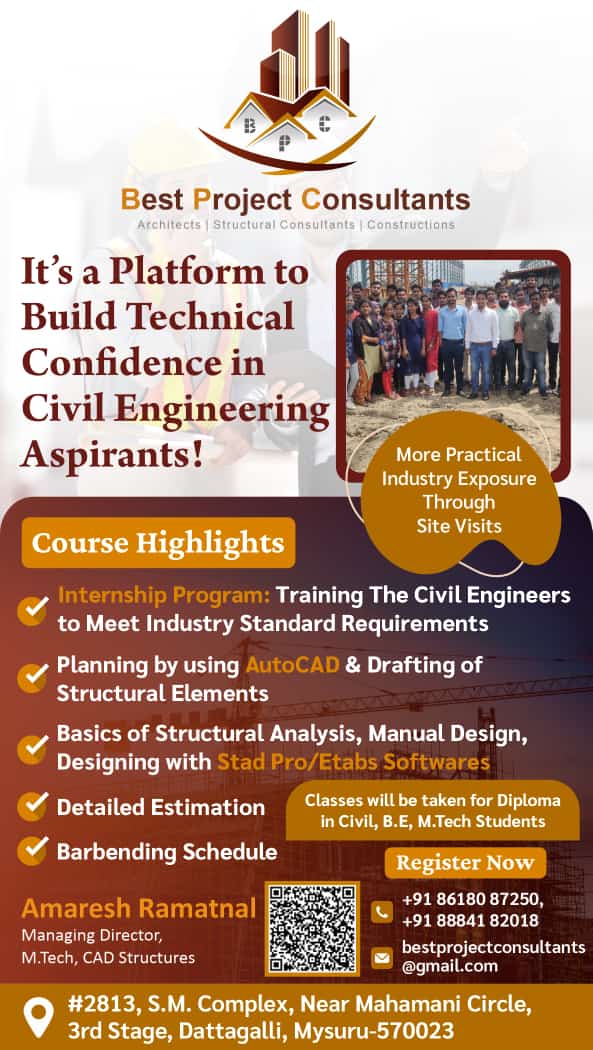 B P C
Best Project Consultants
Architects | Structural Consultants | Constructions
It's a Platform to
Build Technical
Confidence in
Civil Engineering
Aspirants!
More Practical
Industry Exposure
Through
Site Visits
Course Highlights
Internship Program: Training The Civil Engineers
to Meet Industry Standard Requirements
Planning by using AutoCAD & Drafting of
Structural Elements
Basics of Structural Analysis, Manual Design,
Designing with Stad Pro/Etabs Softwares
Detailed Estimation
Barbending Schedule
Classes will be taken for Diploma
in Civil, B.E, M.Tech Students
Register Now
+91 86180 87250,
+91 88841 82018
bestprojectconsultants
@gmail.com
Amaresh Ramatnal
Managing Director,
M.Tech, CAD Structures
#2813, S.M. Complex, Near Mahamani Circle,
3rd Stage, Dattagalli, Mysuru-570023